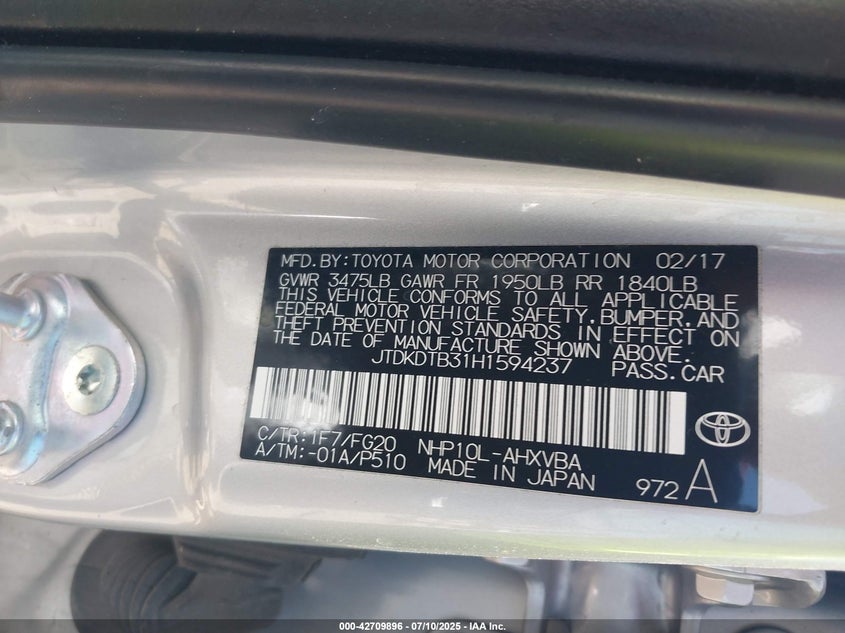 MFD.BY:TOYOTA MOTOR CORPORATION 02/17
GVWR 3475LB GAWR FR 1950LB RR 1840LB
THIS VEHICLE CONFORMS TO ALL APPLICABLE
FEDERAL MOTOR VEHICLE SAFETY,BUMPER,AND
THEFT PREVENTION STANDARDS IN EFFECT ON
THE DATE OF MANUFACTURE SHOWN ABOVE.
JTDKDTB31H1594237 PASS.CAR
C/TR:1F7/FG20 NHP10L-AHXVBA
A/TM:-01A/P510 MADE IN JAPAN 972 A
000-42709896 - 07/10/2025 - IAA Inc.